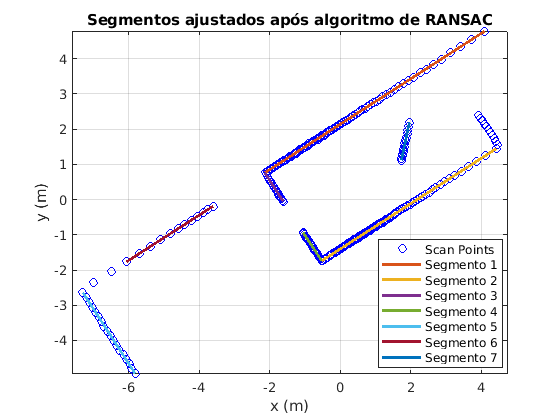 Segmentos ajustados após algoritmo de RANSAC
4
3
2
1
0
-1
-2
-3
-4
y (m)
Scan Points
Segmento 1
Segmento 2
Segmento 3
Segmento 4
Segmento 5
Segmento 6
Segmento 7
-6 -4 -2 0 2 4
x (m)